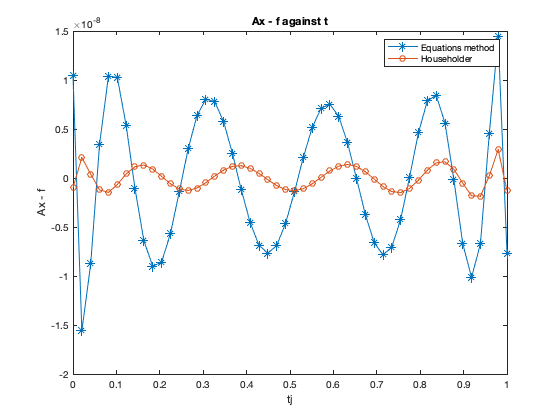 Ax - f against t
×10-8
1.5
1
0.5
0
-0.5
-1
-1.5
-2
Ax - f
Equations method
Householder
0 0.1 0.2 0.3 0.4 0.5 0.6 0.7 0.8 0.9 1
tj